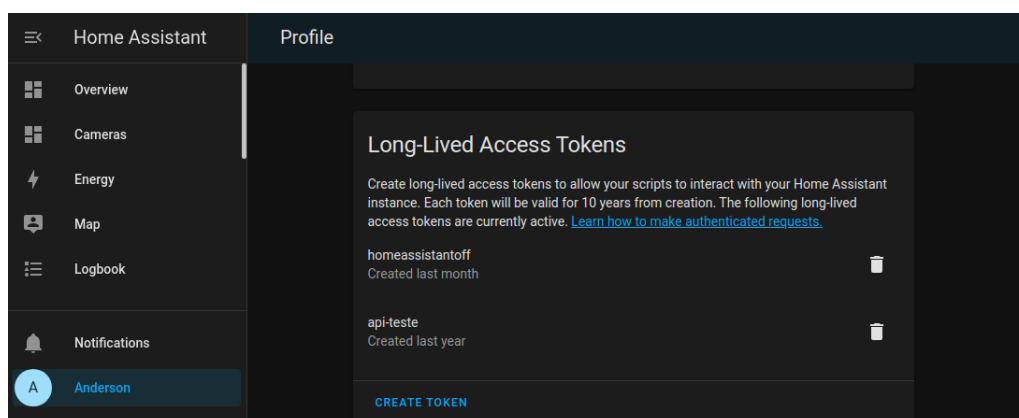 Home Assistant
Profile
Overview
Cameras
Energy
Map
Logbook
Notifications
A
Anderson
Long-Lived Access Tokens
Create long-lived access tokens to allow your scripts to interact with your Home Assistant
instance. Each token will be valid for 10 years from creation. The following long-lived
access tokens are currently active. Learn how to make authenticated requests.
homeassistantoff
Created last month
api-teste
Created last year
CREATE TOKEN